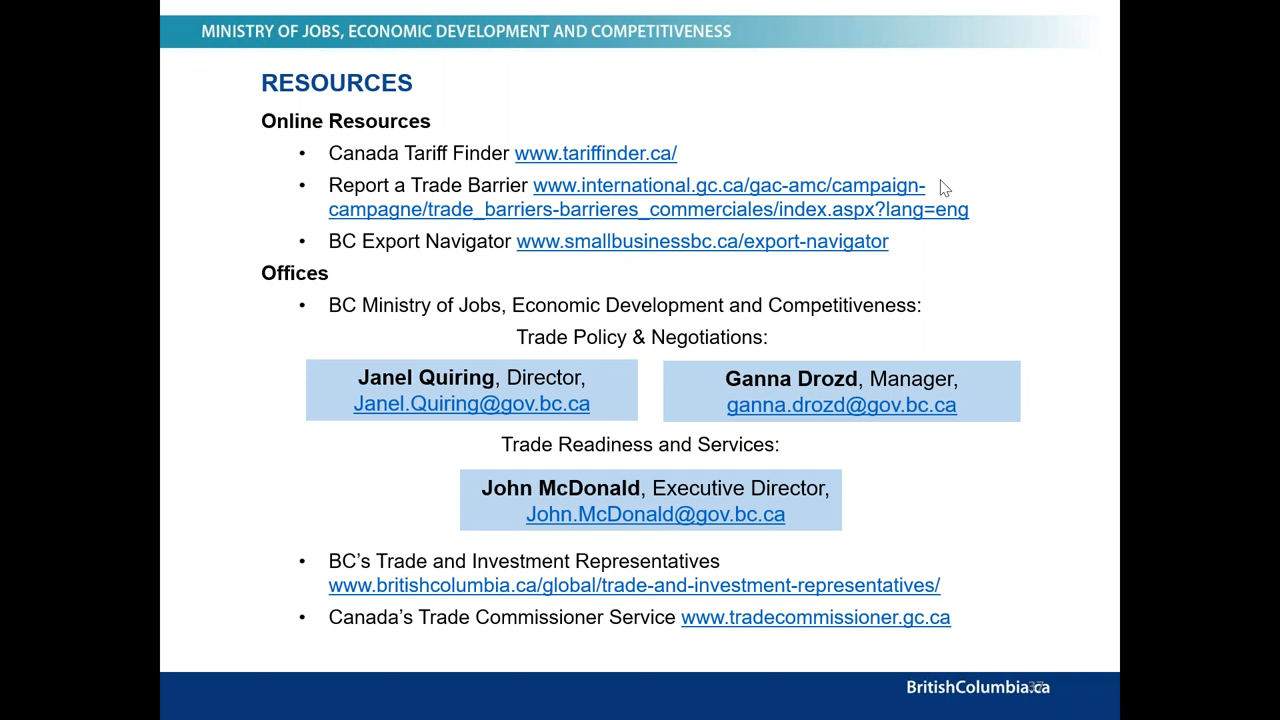 MINISTRY OF JOBS, ECONOMIC DEVELOPMENT AND COMPETITIVENESS
RESOURCES
Online Resources
• Canada Tariff Finder www.tariffinder.ca/
• Report a Trade Barrier www.international.gc.ca/gac-amc/campaign-
campagne/trade_barriers-barrieres_commerciales/index.aspx?lang=eng
• BC Export Navigator www.smallbusinessbc.ca/export-navigator
Offices
• BC Ministry of Jobs, Economic Development and Competitiveness:
Trade Policy & Negotiations:
Janel Quiring, Director,
Janel.Quiring@gov.bc.ca
Ganna Drozd, Manager,
ganna.drozd@gov.bc.ca
Trade Readiness and Services:
John McDonald, Executive Director,
John.McDonald@gov.bc.ca
• BC’s Trade and Investment Representatives
www.britishcolumbia.ca/global/trade-and-investment-representatives/
• Canada’s Trade Commissioner Service www.tradecommissioner.gc.ca
BritishColumbia.ca